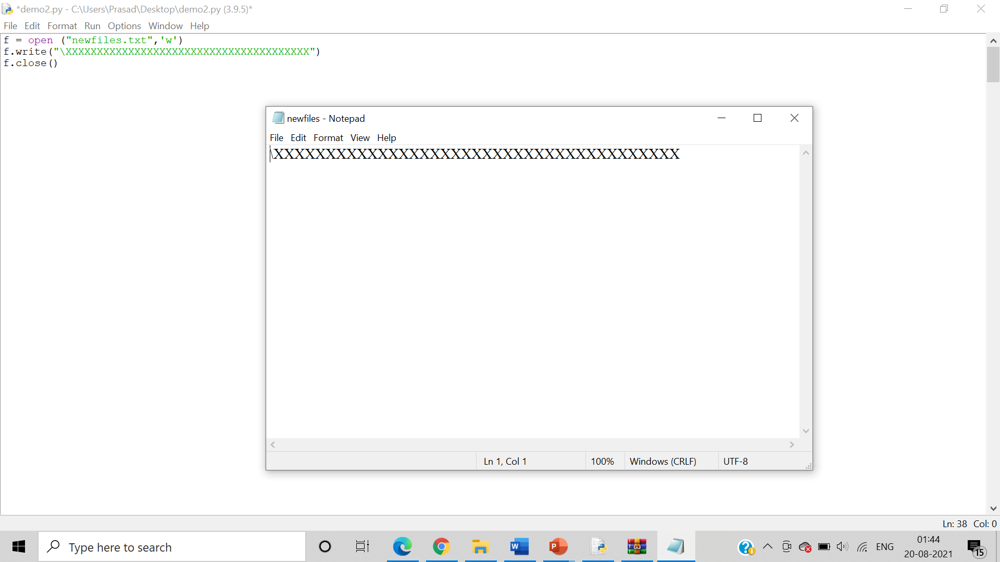 *demo2.py - C:\Users\Prasad\Desktop\demo2.py (3.9.5)*
File Edit Format Run Options Window Help
f = open ("newfiles.txt",'w')
f.write("\XXXXXXXXXXXXXXXXXXXXXXXXXXXXXXXXXXXXXXX")
f.close()
newfiles - Notepad
File Edit Format View Help
\XXXXXXXXXXXXXXXXXXXXXXXXXXXXXXXXXXXXXXX
Ln 1, Col 1 100% Windows (CRLF) UTF-8
Ln: 38 Col: 0
Type here to search
W
P
ENG
01:44
20-08-2021
15